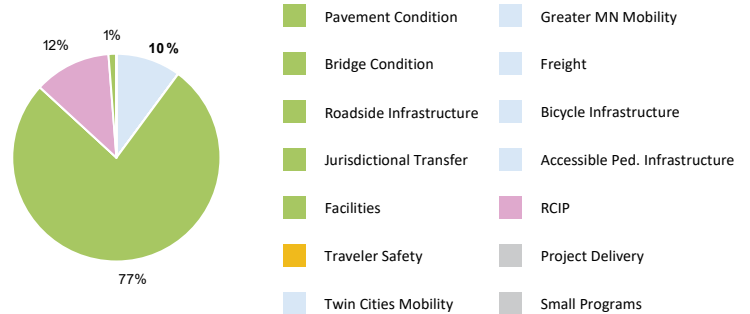 12%
1%
10%
77%
Pavement Condition
Bridge Condition
Roadside Infrastructure
Jurisdictional Transfer
Facilities
Traveler Safety
Twin Cities Mobility
Greater MN Mobility
Freight
Bicycle Infrastructure
Accessible Ped. Infrastructure
RCIP
Project Delivery
Small Programs